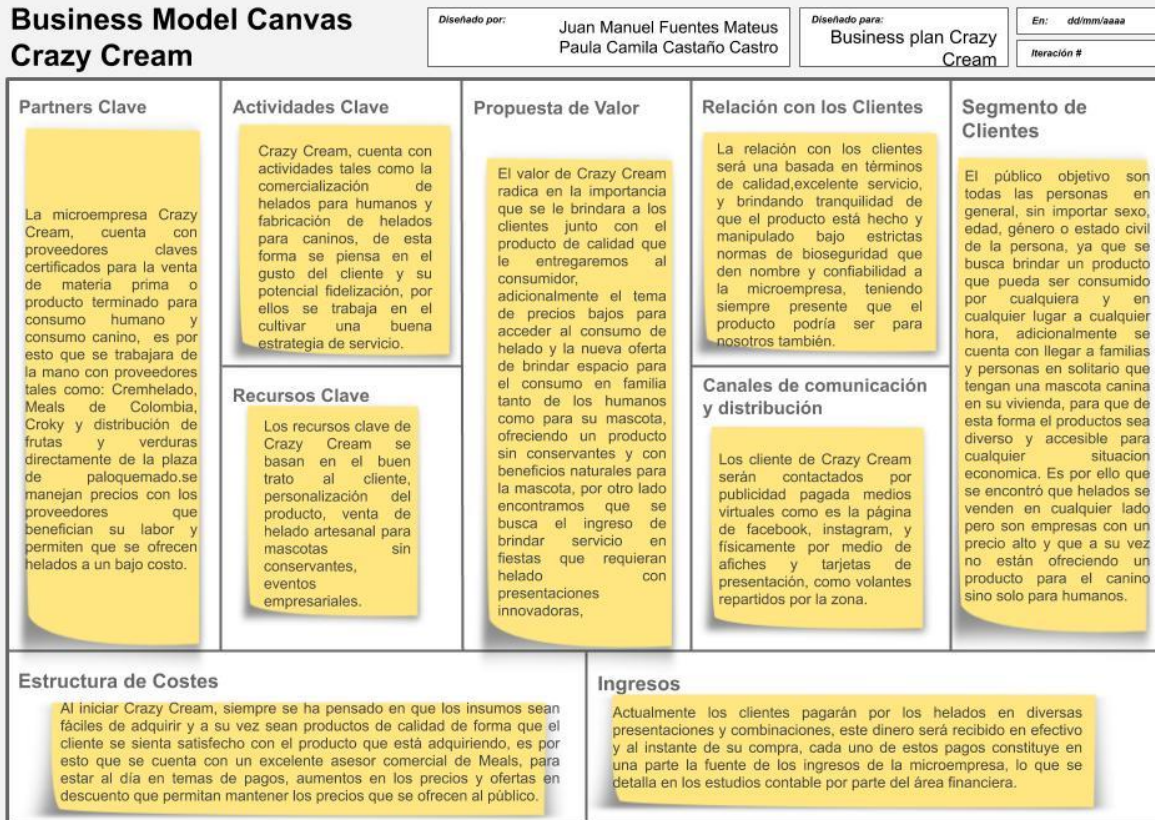 Business Model Canvas
Crazy Cream
Diseñado por:
Juan Manuel Fuentes Mateus
Paula Camila Castaño Castro
Diseñado para:
Business plan Crazy
Cream
En: dd/mm/aaaa
Iteración #
Partners Clave
La microempresa Crazy
Cream, cuenta con
proveedores claves
certificados para la venta
de materia prima o
producto terminado para
consumo humano y
consumo canino, es por
esto que se trabajara de
la mano con proveedores
tales como: Cremhelado,
Meals de Colombia,
Croky y distribución de
frutas y verduras
directamente de la plaza
de paloquemado.se
manejan precios con los
proveedores que
benefician su labor y
permiten que se ofrecen
helados a un bajo costo.
Actividades Clave
Crazy Cream, cuenta con
actividades tales como la
comercialización de
helados para humanos y
fabricación de helados
para caninos, de esta
forma se piensa en el
gusto del cliente y su
potencial fidelización, por
ellos se trabaja en el
cultivar una buena
estrategia de servicio.
Recursos Clave
Los recursos clave de
Crazy Cream se
basan en el buen
trato al cliente,
personalización del
producto, venta de
helado artesanal para
mascotas sin
conservantes,
eventos
empresariales.
Propuesta de Valor
El valor de Crazy Cream
radica en la importancia
que se le brindara a los
clientes junto con el
producto de calidad que
le entregaremos al
consumidor,
adicionalmente el tema
de precios bajos para
acceder al consumo de
helado y la nueva oferta
de brindar espacio para
el consumo en familia
tanto de los humanos
como para su mascota,
ofreciendo un producto
sin conservantes y con
beneficios naturales para
la mascota, por otro lado
encontramos que se
busca el ingreso de
brindar servicio en
fiestas que requieran
helado con
presentaciones
innovadoras,
Relación con los Clientes
La relación con los clientes
será una basada en términos
de calidad,excelente servicio,
y brindando tranquilidad de
que el producto está hecho y
manipulado bajo estrictas
normas de bioseguridad que
den nombre y confiabilidad a
la microempresa, teniendo
siempre presente que el
producto podría ser para
nosotros también.
Canales de comunicación
y distribución
Los cliente de Crazy Cream
serán contactados por
publicidad pagada medios
virtuales como es la página
de facebook, instagram, y
físicamente por medio de
afiches y tarjetas de
presentación, como volantes
repartidos por la zona.
Segmento de
Clientes
El público objetivo son
todas las personas en
general, sin importar sexo,
edad, género o estado civil
de la persona, ya que se
busca brindar un producto
que pueda ser consumido
por cualquiera y en
cualquier lugar a cualquier
hora, adicionalmente se
cuenta con llegar a familias
y personas en solitario que
tengan una mascota canina
en su vivienda, para que de
esta forma el productos sea
diverso y accesible para
cualquier situacion
economica. Es por ello que
se encontró que helados se
venden en cualquier lado
pero son empresas con un
precio alto y que a su vez
no están ofreciendo un
producto para el canino
sino solo para humanos.
Estructura de Costes
Al iniciar Crazy Cream, siempre se ha pensado en que los insumos sean
fáciles de adquirir y a su vez sean productos de calidad de forma que el
cliente se sienta satisfecho con el producto que está adquiriendo, es por
esto que se cuenta con un excelente asesor comercial de Meals, para
estar al día en temas de pagos, aumentos en los precios y ofertas en
descuento que permitan mantener los precios que se ofrecen al público.
Ingresos
Actualmente los clientes pagarán por los helados en diversas
presentaciones y combinaciones, este dinero será recibido en efectivo
y al instante de su compra, cada uno de estos pagos constituye en
una parte la fuente de los ingresos de la microempresa, lo que se
detalla en los estudios contable por parte del área financiera.